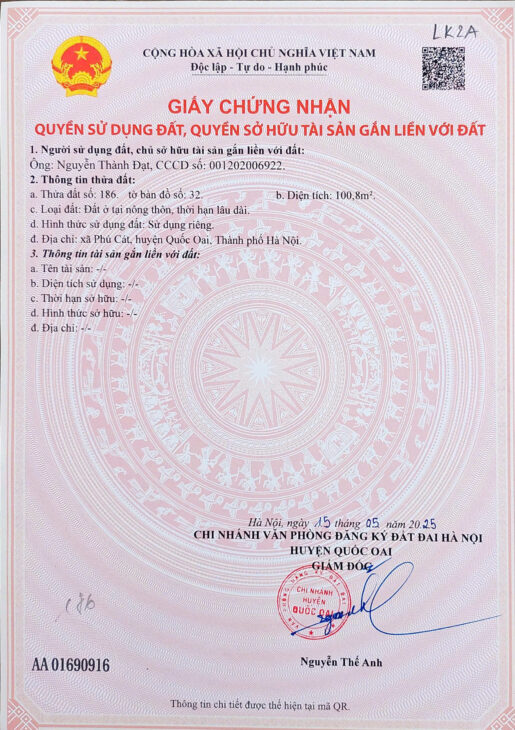 LK2A
CỘNG HÒA XÃ HỘI CHỦ NGHĨA VIỆT NAM
Độc lập - Tự do - Hạnh phúc
GIẤY CHỨNG NHẬN
QUYỀN SỬ DỤNG ĐẤT, QUYỀN SỞ HỮU TÀI SẢN GẮN LIỀN VỚI ĐẤT
1. Người sử dụng đất, chủ sở hữu tài sản gắn liền với đất:
Ông: Nguyễn Thành Đạt, CCCD số: 001202006922.
2. Thông tin thửa đất:
a. Thửa đất số: 186. tờ bản đồ số: 32. b. Diện tích: 100,8m².
c. Loại đất: Đất ở tại nông thôn, thời hạn lâu dài.
d. Hình thức sử dụng đất: Sử dụng riêng.
đ. Địa chỉ: xã Phú Cát, huyện Quốc Oai, Thành phố Hà Nội.
3. Thông tin tài sản gắn liền với đất:
a. Tên tài sản: -/-
b. Diện tích sử dụng: -/-
c. Thời hạn sở hữu: -/-
d. Hình thức sở hữu: -/-
đ. Địa chỉ: -/-
Hà Nội, ngày 15 tháng 05 năm 2025
CHI NHÁNH VĂN PHÒNG ĐĂNG KÝ ĐẤT ĐAI HÀ NỘI
HUYỆN QUỐC OAI
GIÁM ĐỐC
CHI NHÁNH
HUYỆN
QUỐC OAI
AA 01690916
Nguyễn Thế Anh
Thông tin chi tiết được thể hiện tại mã QR.